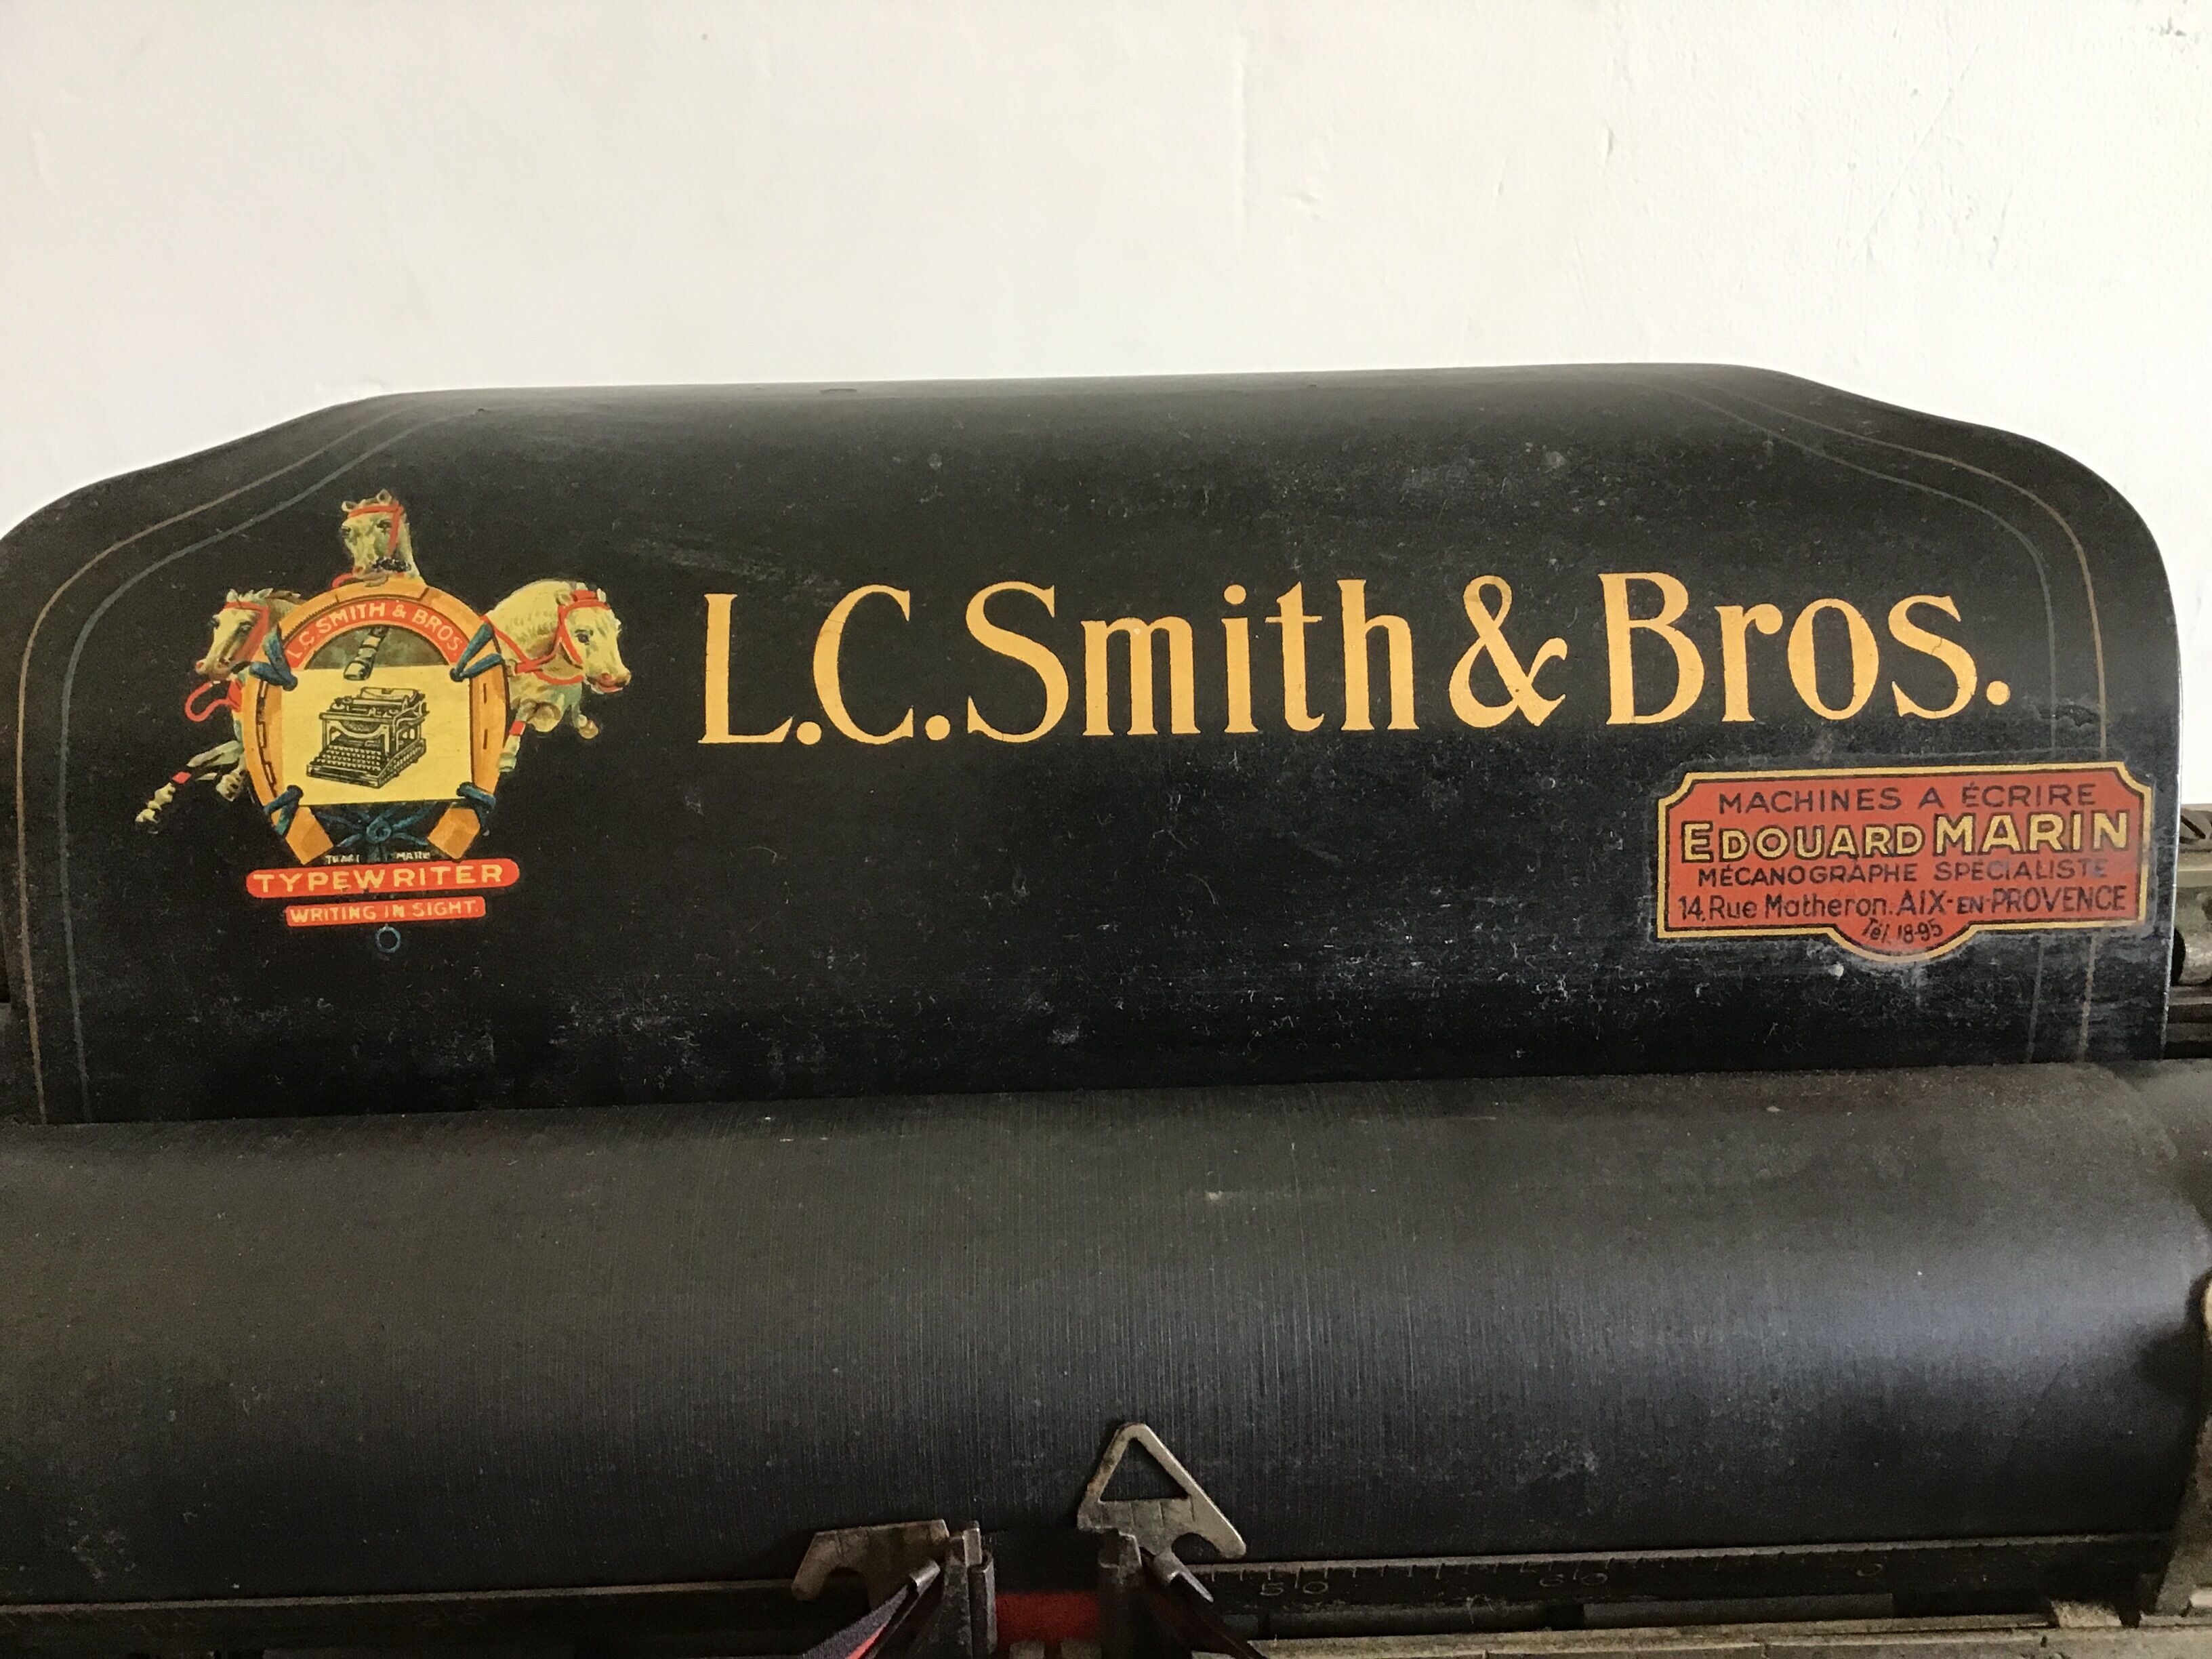 L.C. SMITH & BROS.
TRADE MARK
TYPEWRITER
WRITING IN SIGHT.
L.C. Smith & Bros.
MACHINES A ÉCRIRE
EDOUARD MARIN
MÉCANOGRAPHE SPÉCIALISTE
14, Rue Matheron. AIX-EN-PROVENCE
Tél. 18-95
50 60